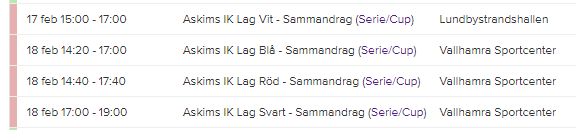 17 feb 15:00 - 17:00 Askims IK Lag Vit - Sammandrag (Serie/Cup) Lundbystrandshallen
18 feb 14:20 - 17:00 Askims IK Lag Blå - Sammandrag (Serie/Cup) Vallhamra Sportcenter
18 feb 14:40 - 17:40 Askims IK Lag Röd - Sammandrag (Serie/Cup) Vallhamra Sportcenter
18 feb 17:00 - 19:00 Askims IK Lag Svart - Sammandrag (Serie/Cup) Vallhamra Sportcenter